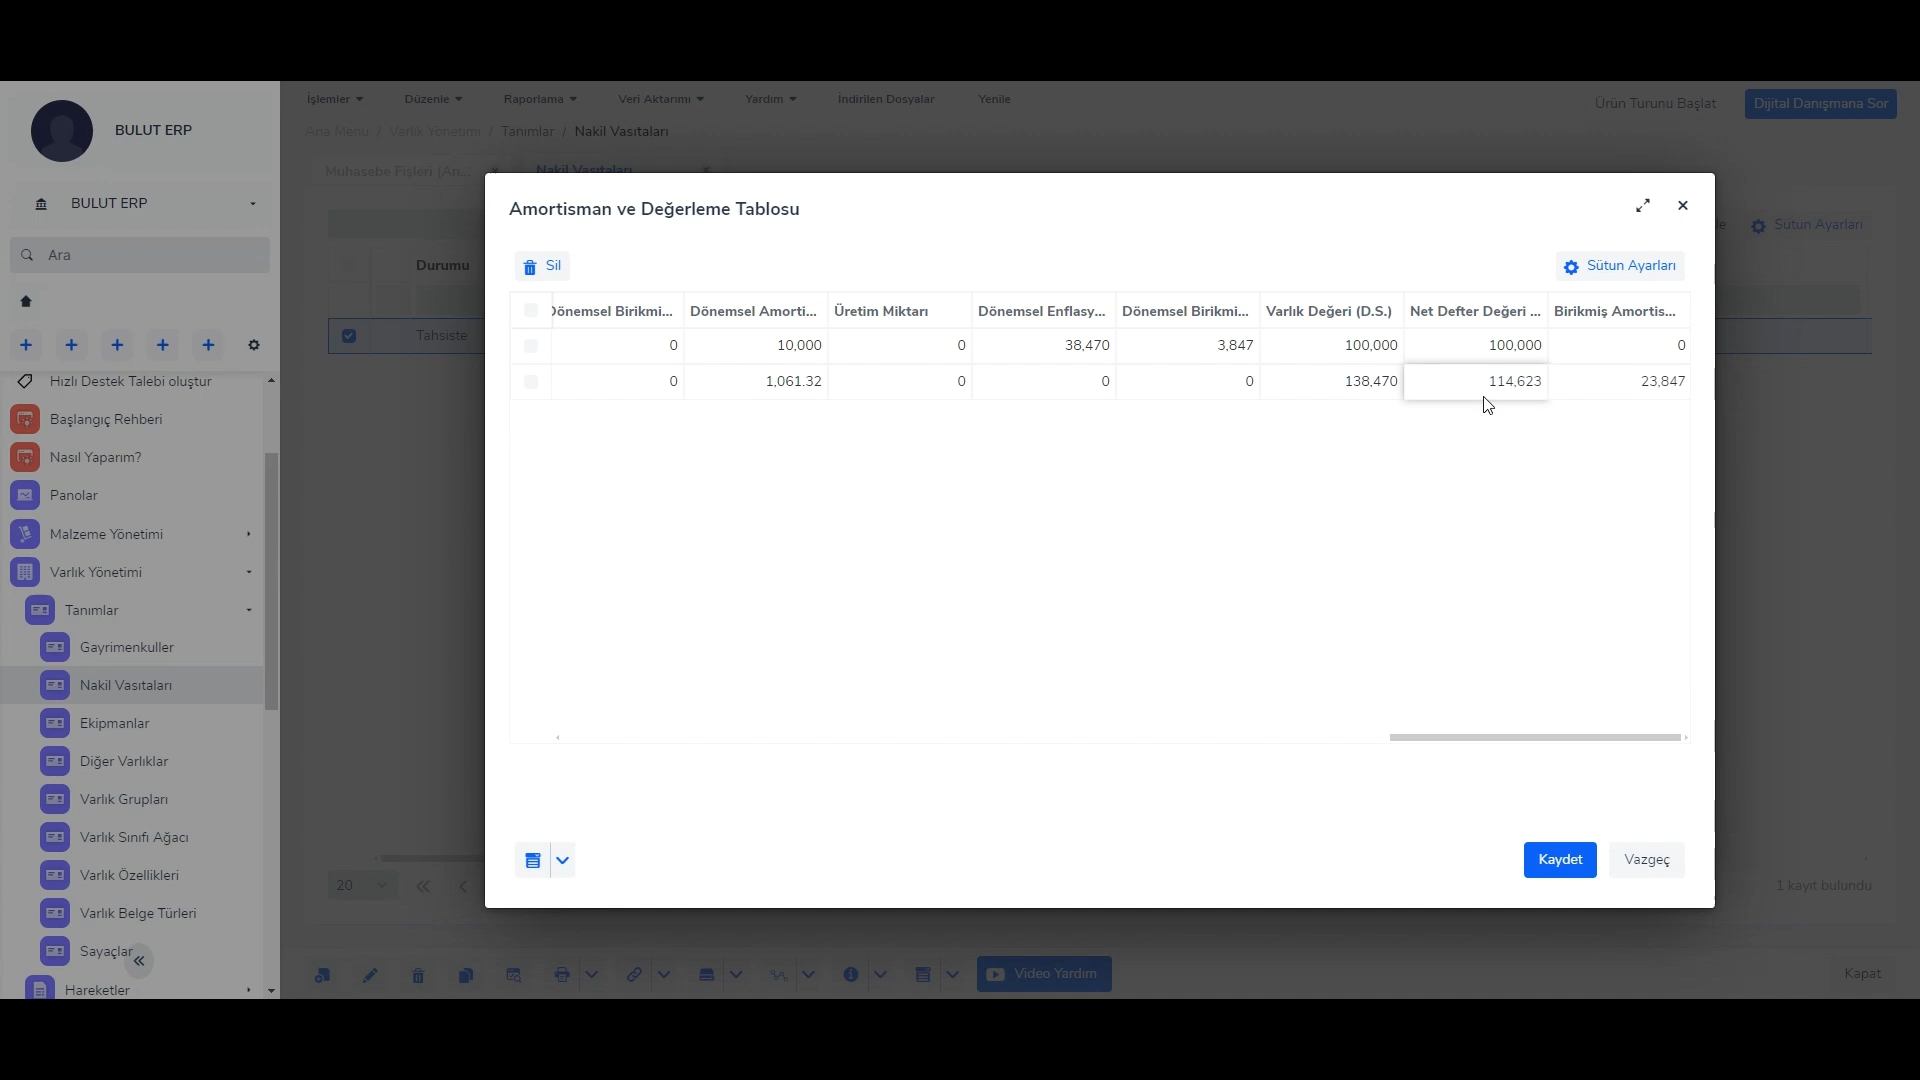 BULUT ERP
BULUT ERP
Ara
Hızlı Destek Talebi oluştur
Başlangıç Rehberi
Nasıl Yaparım?
Panolar
Malzeme Yönetimi
Varlık Yönetimi
Tanımlar
Gayrimenkuller
Nakil Vasıtaları
Ekipmanlar
Diğer Varlıklar
Varlık Grupları
Varlık Sınıfı Ağacı
Varlık Özellikleri
Varlık Belge Türleri
Sayaçlar
Hareketler
İşlemler Düzenle Raporlama Veri Aktarımı Yardım İndirilen Dosyalar Yenile
Ürün Turunu Başlat Dijital Danışmana Sor
Ana Menü / Varlık Yönetimi / Tanımlar / Nakil Vasıtaları
Muhasebe Fişleri (An... Nakil Vasıtaları
Sütun Ayarları
Durumu
Tahsiste
Amortisman ve Değerleme Tablosu
Sil Sütun Ayarları
Dönemsel Birikmi... Dönemsel Amorti... Üretim Miktarı Dönemsel Enflasy... Dönemsel Birikmi... Varlık Değeri (D.S.) Net Defter Değeri ... Birikmiş Amortis...
0 10,000 0 38,470 3,847 100,000 100,000 0
0 1,061.32 0 0 0 138,470 114,623 23,847
Kaydet Vazgeç
20 1 kayıt bulundu
Video Yardım Kapat